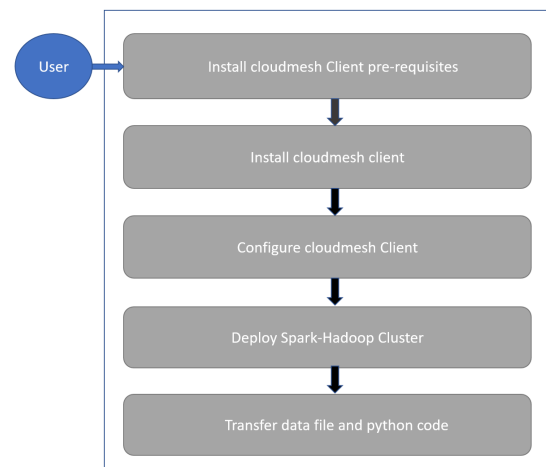 User
Install cloudmesh Client pre-requisites
Install cloudmesh client
Configure cloudmesh Client
Deploy Spark-Hadoop Cluster
Transfer data file and python code